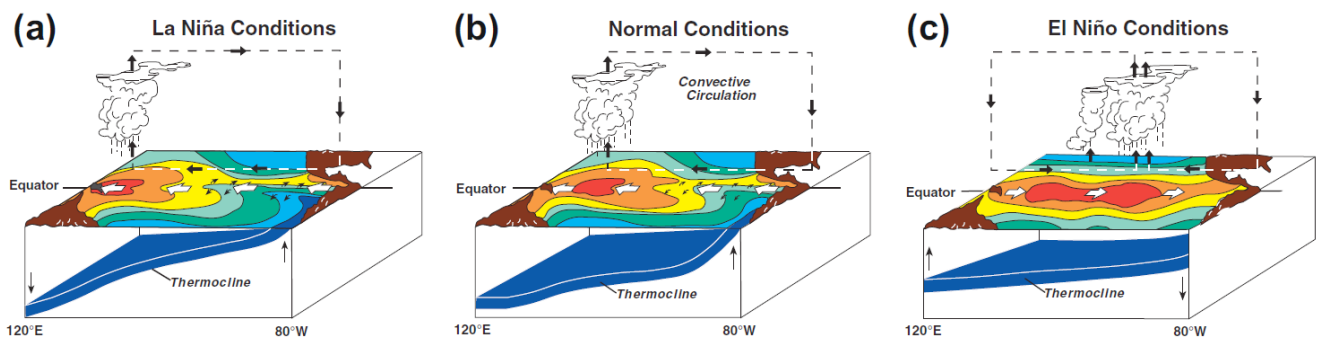 (a)
La Niña Conditions
Equator
Thermocline
120°E
80°W
(b)
Normal Conditions
Convective
Circulation
Equator
Thermocline
120°E
80°W
(c)
El Niño Conditions
Equator
Thermocline
120°E
80°W